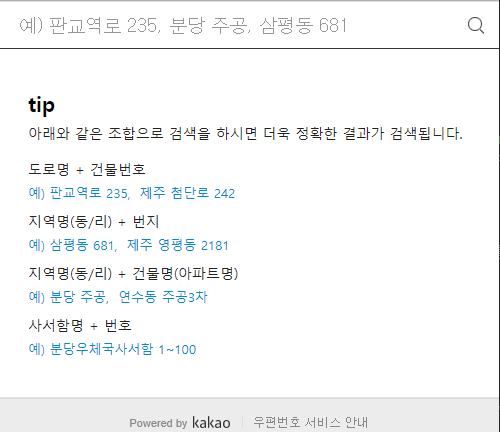 예) 판교역로 235, 분당 주공, 삼평동 681
tip
아래와 같은 조합으로 검색을 하시면 더욱 정확한 결과가 검색됩니다.
도로명 + 건물번호
예) 판교역로 235, 제주 첨단로 242
지역명(동/리) + 번지
예) 삼평동 681, 제주 영평동 2181
지역명(동/리) + 건물명(아파트명)
예) 분당 주공, 연수동 주공3차
사서함명 + 번호
예) 분당우체국사서함 1~100
Powered by kakao 우편번호 서비스 안내